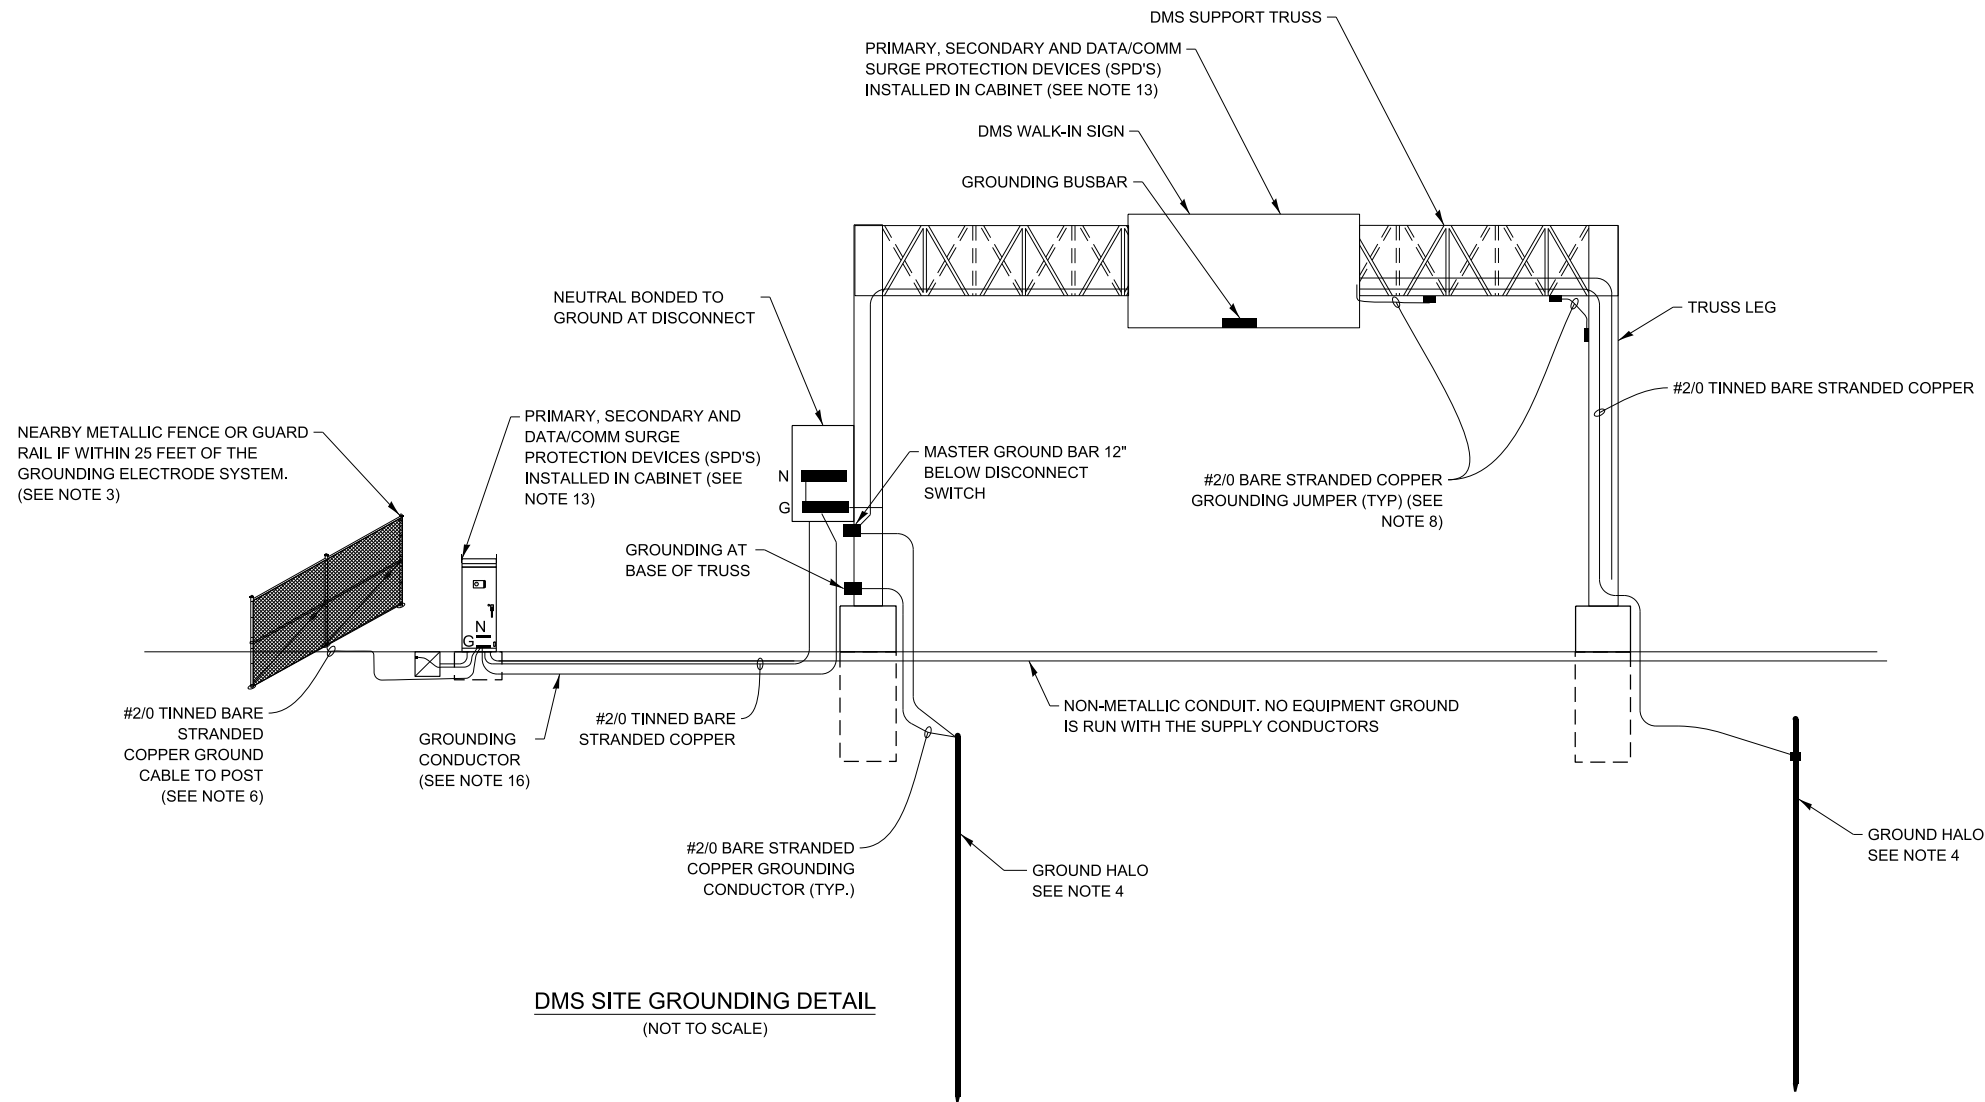 DMS SUPPORT TRUSS
PRIMARY, SECONDARY AND DATA/COMM
SURGE PROTECTION DEVICES (SPD'S)
INSTALLED IN CABINET (SEE NOTE 13)
DMS WALK-IN SIGN
GROUNDING BUSBAR
NEUTRAL BONDED TO
GROUND AT DISCONNECT
TRUSS LEG
#2/0 TINNED BARE STRANDED COPPER
NEARBY METALLIC FENCE OR GUARD
RAIL IF WITHIN 25 FEET OF THE
GROUNDING ELECTRODE SYSTEM.
(SEE NOTE 3)
PRIMARY, SECONDARY AND
DATA/COMM SURGE
PROTECTION DEVICES (SPD'S)
INSTALLED IN CABINET (SEE
NOTE 13)
N
G
MASTER GROUND BAR 12"
BELOW DISCONNECT
SWITCH
#2/0 BARE STRANDED COPPER
GROUNDING JUMPER (TYP) (SEE
NOTE 8)
GROUNDING AT
BASE OF TRUSS
N
G
#2/0 TINNED BARE
STRANDED
COPPER GROUND
CABLE TO POST
(SEE NOTE 6)
GROUNDING
CONDUCTOR
(SEE NOTE 16)
#2/0 TINNED BARE
STRANDED COPPER
NON-METALLIC CONDUIT. NO EQUIPMENT GROUND
IS RUN WITH THE SUPPLY CONDUCTORS
#2/0 BARE STRANDED
COPPER GROUNDING
CONDUCTOR (TYP.)
GROUND HALO
SEE NOTE 4
GROUND HALO
SEE NOTE 4
DMS SITE GROUNDING DETAIL
(NOT TO SCALE)